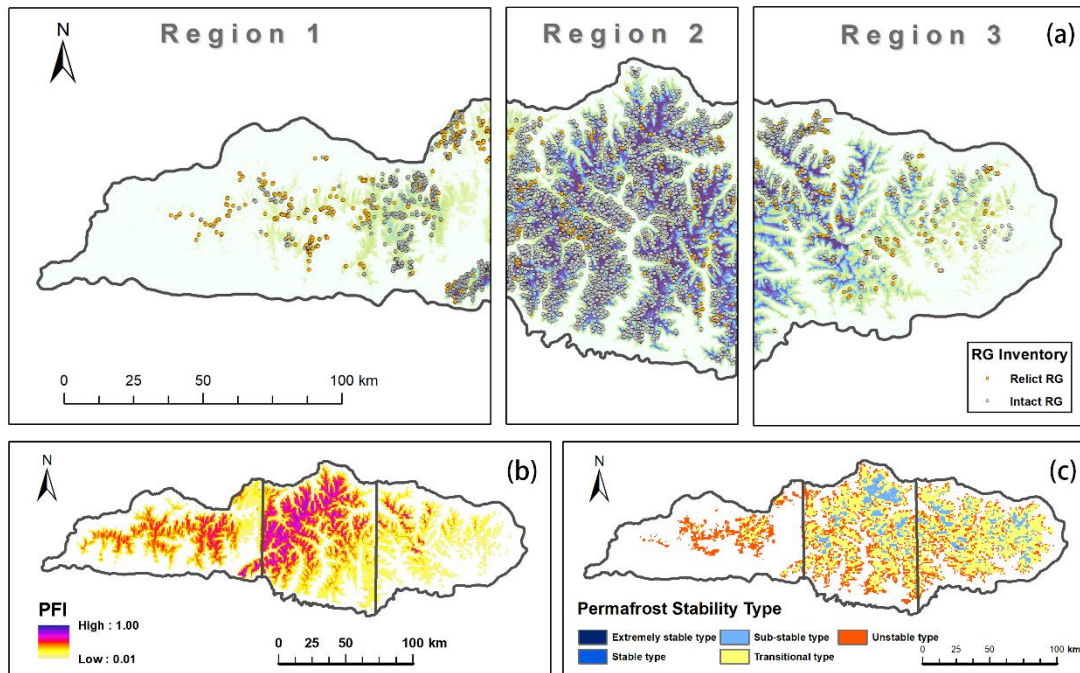 Region 1
Region 2
Region 3
(a)
N
0 50 100 km
RG Inventory
Relict RG
Intact RG
N
(b)
PFI
High : 1.00
Low : 0.01
0 25 50 100 km
N
(c)
Permafrost Stability Type
Extremely stable type
Sub-stable type
Unstable type
Stable type
Transitional type
0 25 50 100 km